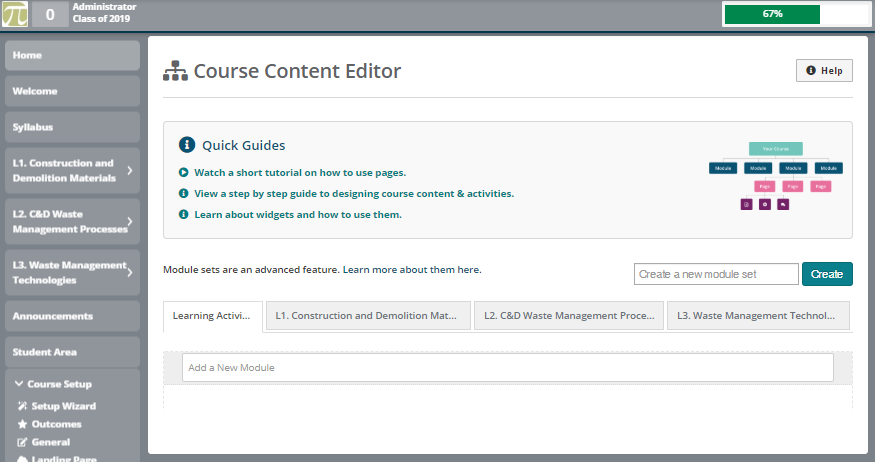 0
Administrator
Class of 2019
67%
Home
Welcome
Syllabus
L1. Construction and
Demolition Materials
L2. C&D Waste
Management Processes
L3. Waste Management
Technologies
Announcements
Student Area
Course Setup
Setup Wizard
Outcomes
General
Landing Page
Course Content Editor
Help
Quick Guides
Watch a short tutorial on how to use pages.
View a step by step guide to designing course content & activities.
Learn about widgets and how to use them.
Your Course
Module Module Module Module
Page Page Page
Module sets are an advanced feature. Learn more about them here.
Create a new module set
Create
Learning Activi...
L1. Construction and Demolition Mat...
L2. C&D Waste Management Proce...
L3. Waste Management Technol...
Add a New Module